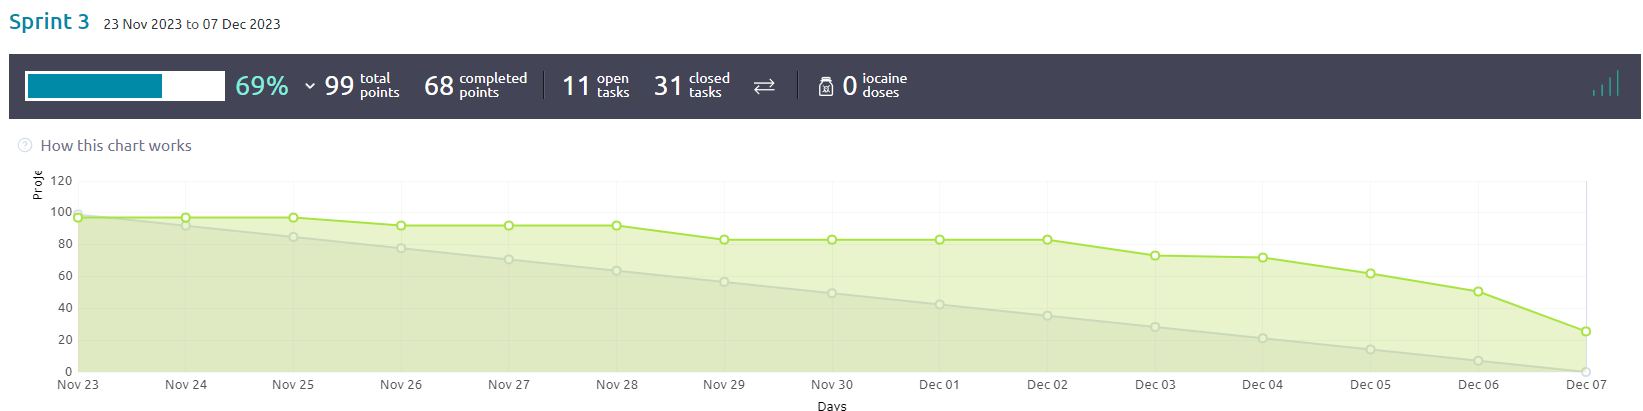 Sprint 3 23 Nov 2023 to 07 Dec 2023
69% 99 total points 68 completed points 11 open tasks 31 closed tasks 0 iocaine doses
How this chart works
Proje
120
100
80
60
40
20
0
Nov 23 Nov 24 Nov 25 Nov 26 Nov 27 Nov 28 Nov 29 Nov 30 Dec 01 Dec 02 Dec 03 Dec 04 Dec 05 Dec 06 Dec 07
Days